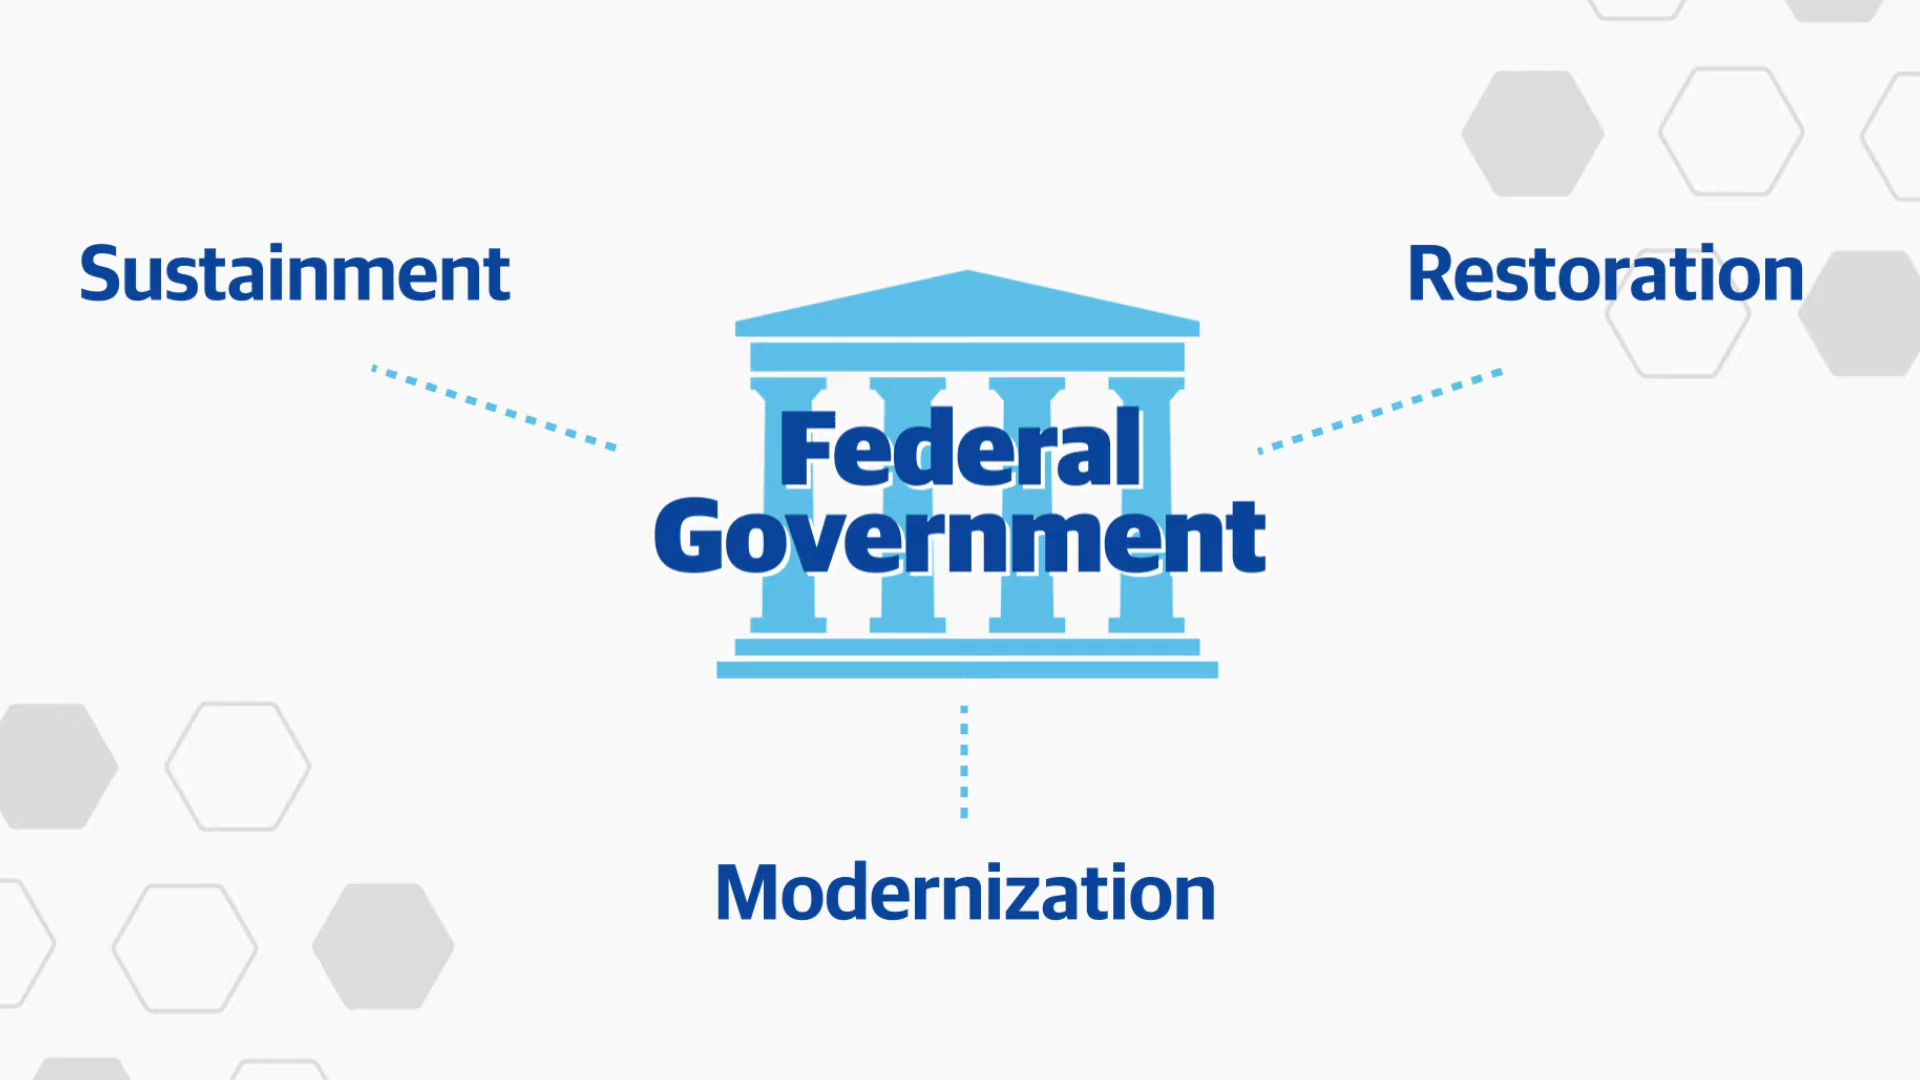 Sustainment
Restoration
Federal
Government
Modernization